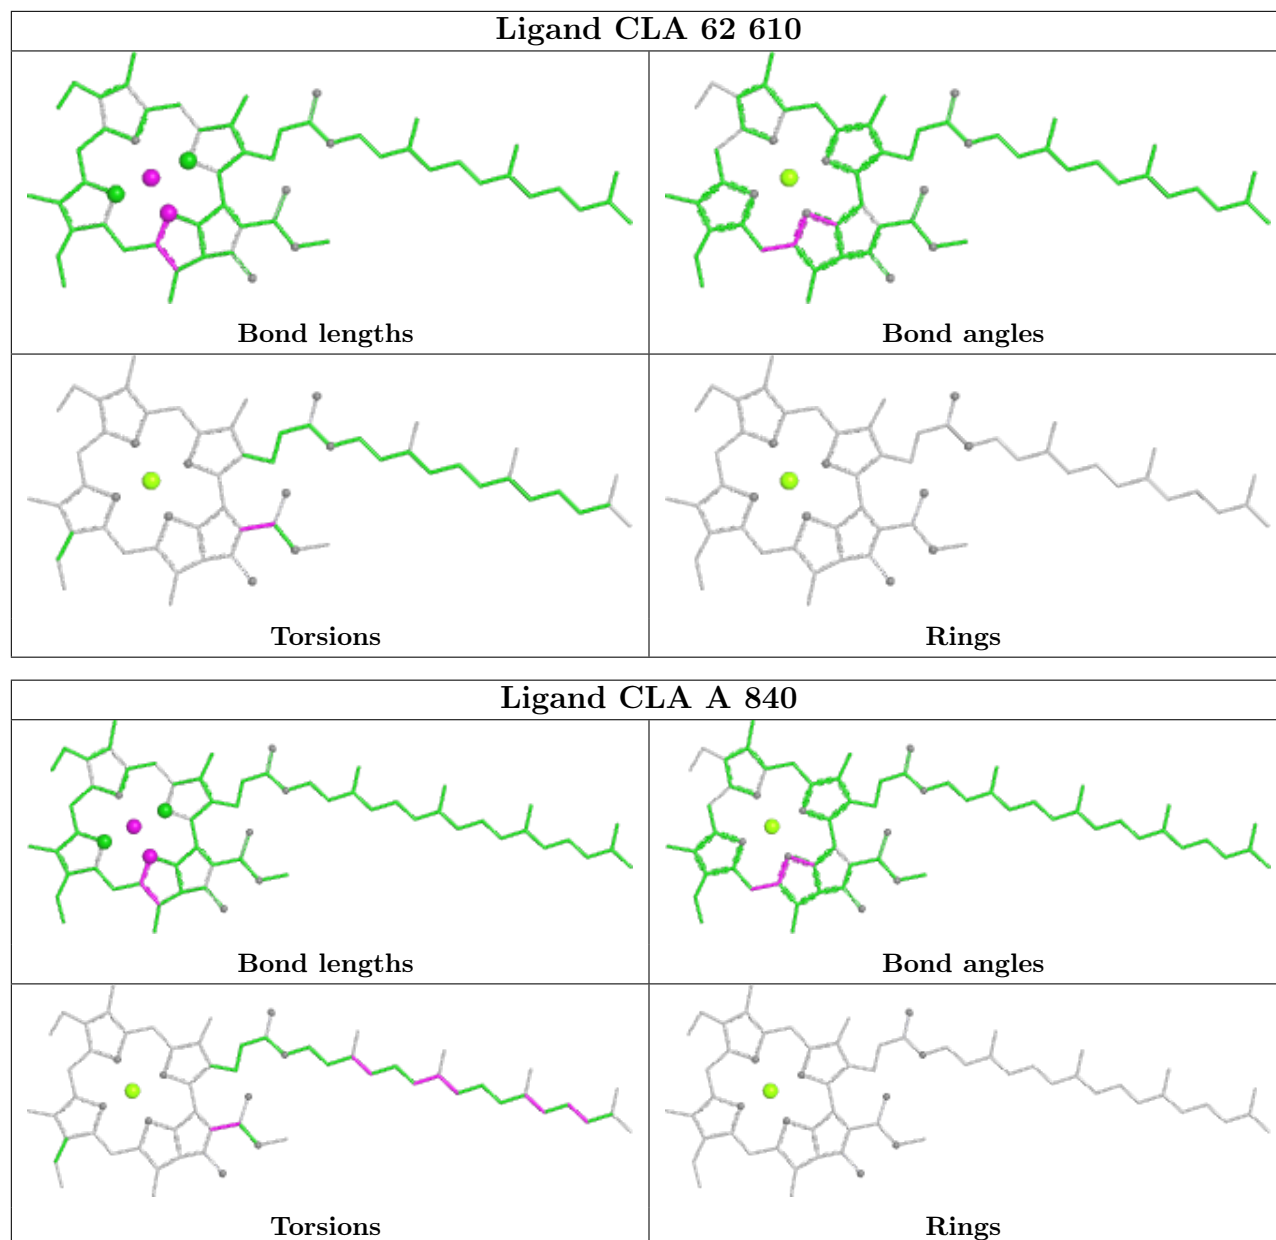 Ligand CLA 62 610
Bond lengths
Bond angles
Torsions
Rings
Ligand CLA A 840
Bond lengths
Bond angles
Torsions
Rings